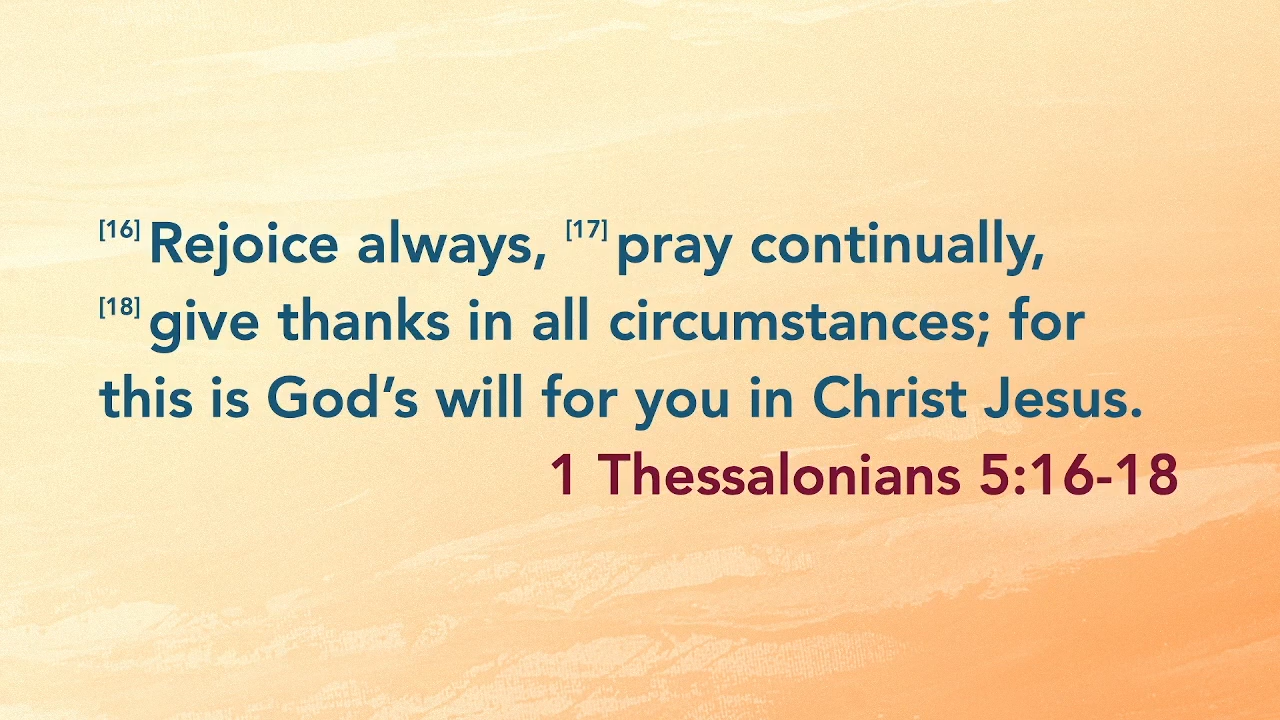 [16] Rejoice always, [17] pray continually,
[18] give thanks in all circumstances; for
this is God’s will for you in Christ Jesus.
1 Thessalonians 5:16-18